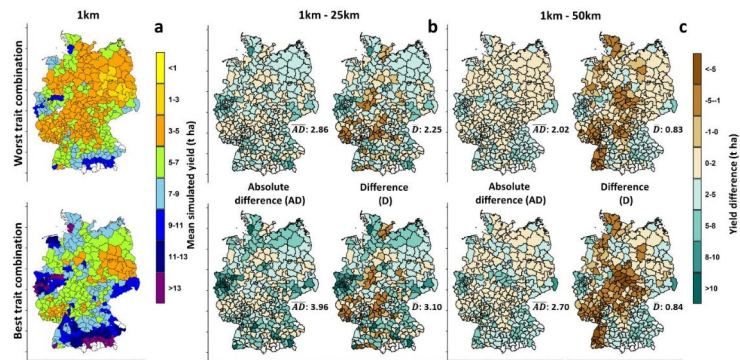 1km
a
1km - 25km
b
1km - 50km
c
Worst trait combination
Best trait combination
<1
1-3
3-5
5-7
7-9
9-11
11-13
>13
Mean simulated yield (t ha)
AD: 2.86
D: 2.25
AD: 2.02
D: 0.83
Absolute
difference (AD)
Difference
(D)
Absolute
difference (AD)
Difference
(D)
AD: 3.96
D: 3.10
AD: 2.70
D: 0.84
<-5
-5--1
-1-0
0-2
2-5
5-8
8-10
>10
Yield difference (t ha)